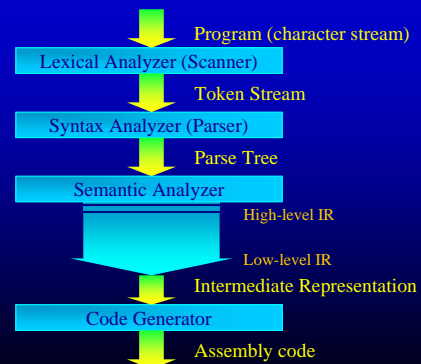 Program (character stream)
Lexical Analyzer (Scanner)
Token Stream
Syntax Analyzer (Parser)
Parse Tree
Semantic Analyzer
High-level IR
Low-level IR
Intermediate Representation
Code Generator
Assembly code